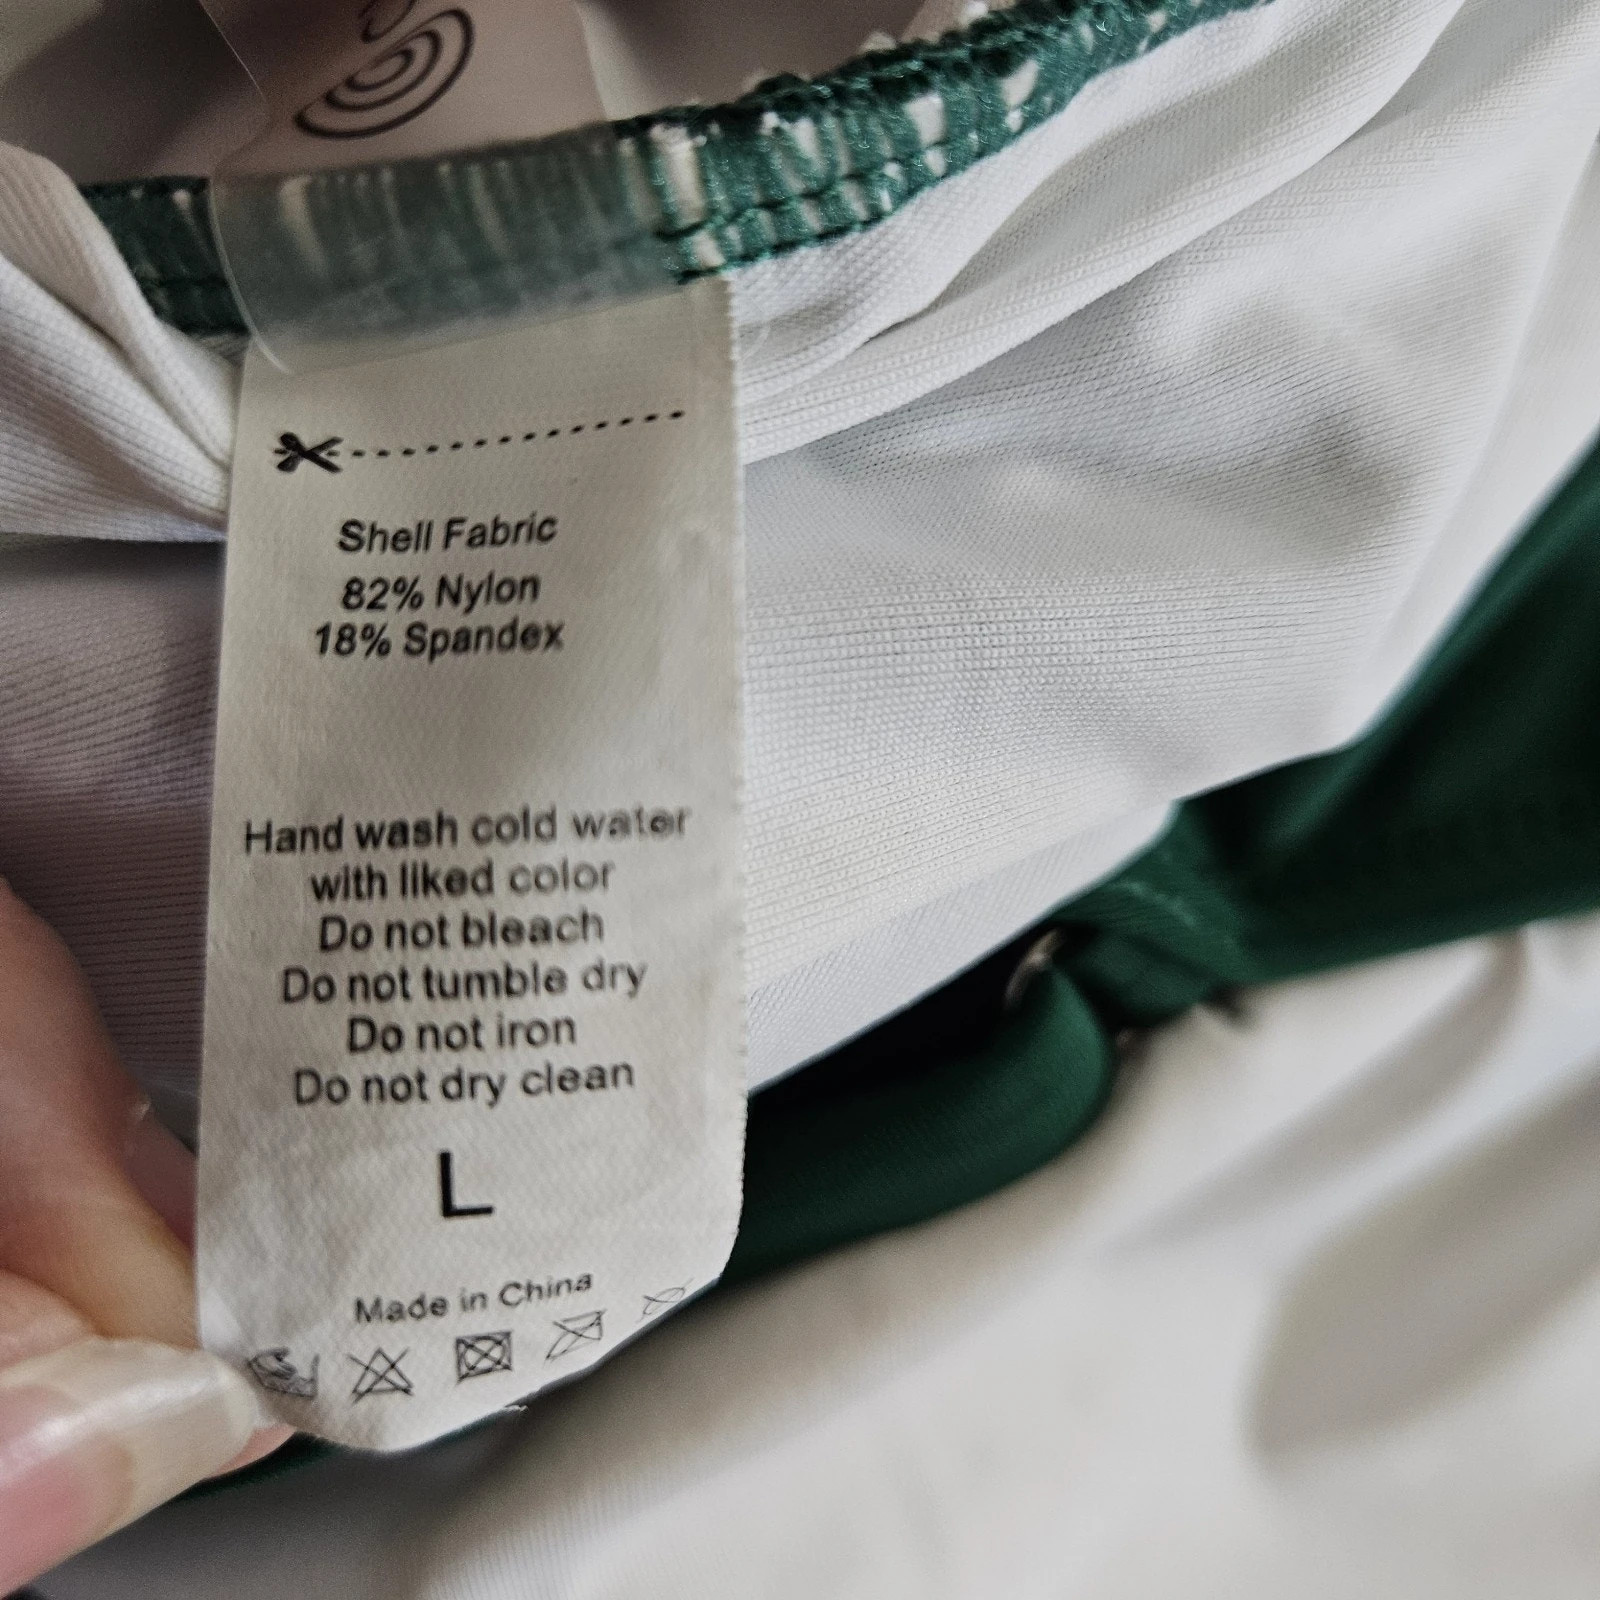 Shell Fabric
82% Nylon
18% Spandex
Hand wash cold water
with liked color
Do not bleach
Do not tumble dry
Do not iron
Do not dry clean
L
Made in China